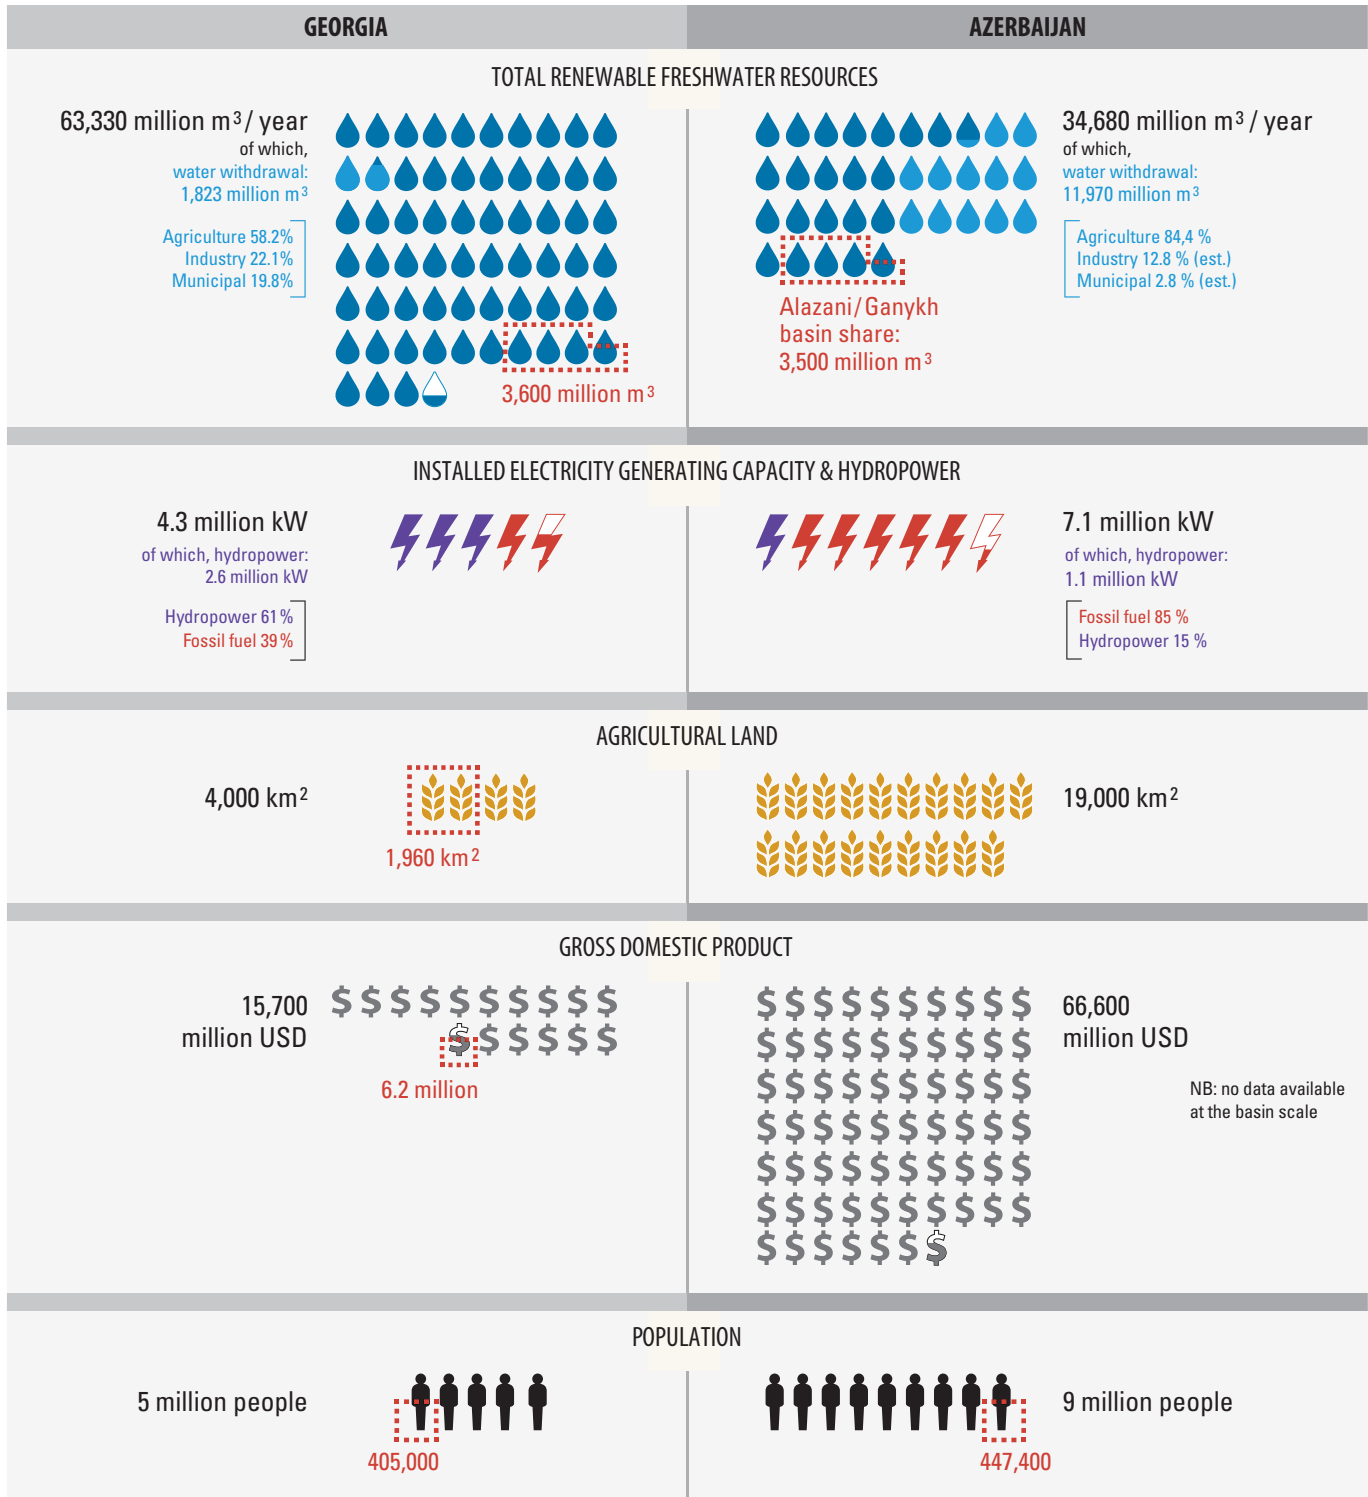 GEORGIA
AZERBAIJAN
TOTAL RENEWABLE FRESHWATER RESOURCES
63,330 million m³ / year
of which,
water withdrawal:
1,823 million m³
Agriculture 58.2%
Industry 22.1%
Municipal 19.8%
3,600 million m³
34,680 million m³ / year
of which,
water withdrawal:
11,970 million m³
Agriculture 84,4 %
Industry 12.8 % (est.)
Municipal 2.8 % (est.)
Alazani/Ganykh
basin share:
3,500 million m³
INSTALLED ELECTRICITY GENERATING CAPACITY & HYDROPOWER
4.3 million kW
of which, hydropower:
2.6 million kW
Hydropower 61%
Fossil fuel 39%
7.1 million kW
of which, hydropower:
1.1 million kW
Fossil fuel 85 %
Hydropower 15 %
AGRICULTURAL LAND
4,000 km²
1,960 km²
19,000 km²
GROSS DOMESTIC PRODUCT
15,700
million USD
6.2 million
66,600
million USD
NB: no data available
at the basin scale
POPULATION
5 million people
405,000
9 million people
447,400